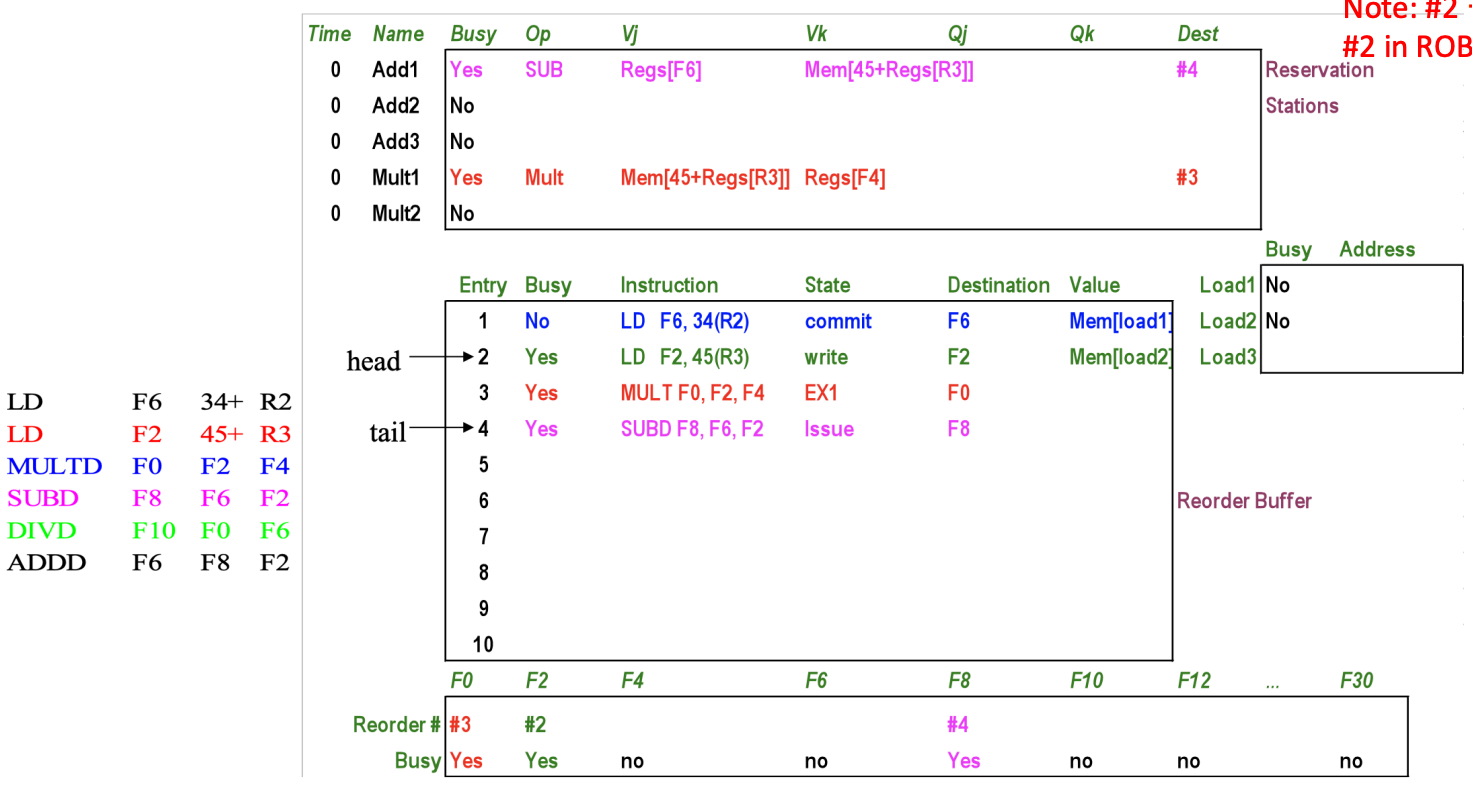 Note: #2
#2 in ROB
Time Name Busy Op Vj Vk Qj Qk Dest
0 Add1 Yes SUB Regs[F6] Mem[45+Regs[R3]] #4 Reservation
0 Add2 No Stations
0 Add3 No
0 Mult1 Yes Mult Mem[45+Regs[R3]] Regs[F4] #3
0 Mult2 No
Busy Address
Entry Busy Instruction State Destination Value Load1 No
1 No LD F6, 34(R2) commit F6 Mem[load1] Load2 No
head 2 Yes LD F2, 45(R3) write F2 Mem[load2] Load3
3 Yes MULT F0, F2, F4 EX1 F0
tail 4 Yes SUBD F8, F6, F2 Issue F8
5
6 Reorder Buffer
7
8
9
10
LD F6 34+ R2
LD F2 45+ R3
MULTD F0 F2 F4
SUBD F8 F6 F2
DIVD F10 F0 F6
ADDD F6 F8 F2
F0 F2 F4 F6 F8 F10 F12 ... F30
Reorder # #3 #2 #4
Busy Yes Yes no no Yes no no no